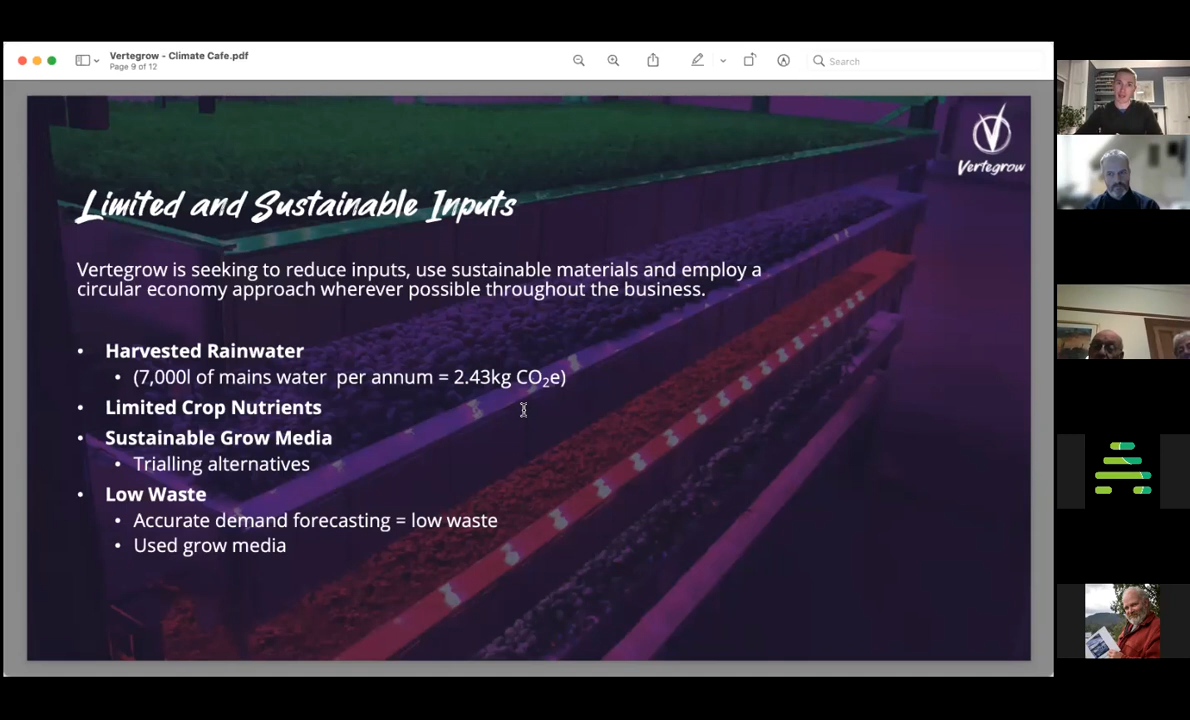 Vertegrow - Climate Cafe.pdf
Page 9 of 12
Search
Vertegrow
Limited and Sustainable Inputs
Vertegrow is seeking to reduce inputs, use sustainable materials and employ a
circular economy approach wherever possible throughout the business.
• Harvested Rainwater
• (7,000l of mains water per annum = 2.43kg CO₂e)
• Limited Crop Nutrients
• Sustainable Grow Media
• Trialling alternatives
• Low Waste
• Accurate demand forecasting = low waste
• Used grow media